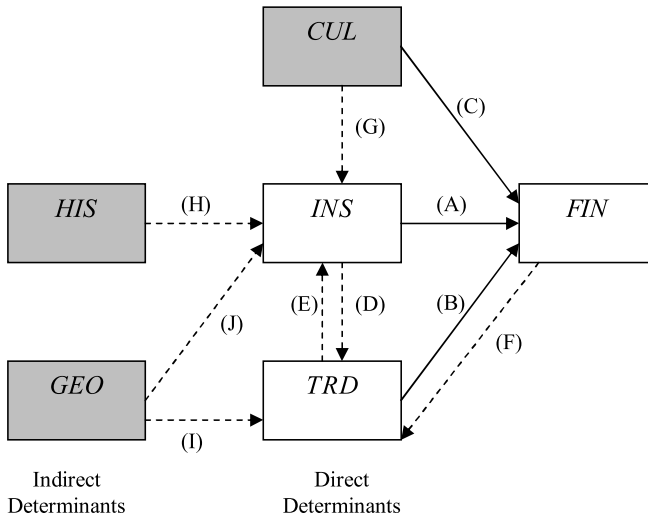 CUL
(C)
(G)
HIS
(H)
INS
(A)
FIN
(J)
(E)
(D)
(B)
(F)
GEO
(I)
TRD
Indirect
Determinants
Direct
Determinants